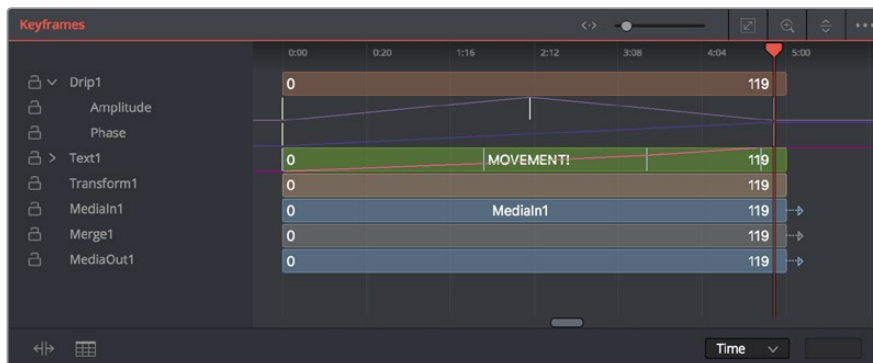 Keyframes
0:00 0:20 1:16 2:12 3:08 4:04 5:00
Drip1 0 119
Amplitude
Phase
Text1 0 MOVEMENT! 119
Transform1 0 119
MediaIn1 0 MediaIn1 119
Merge1 0 119
MediaOut1 0 119
Time